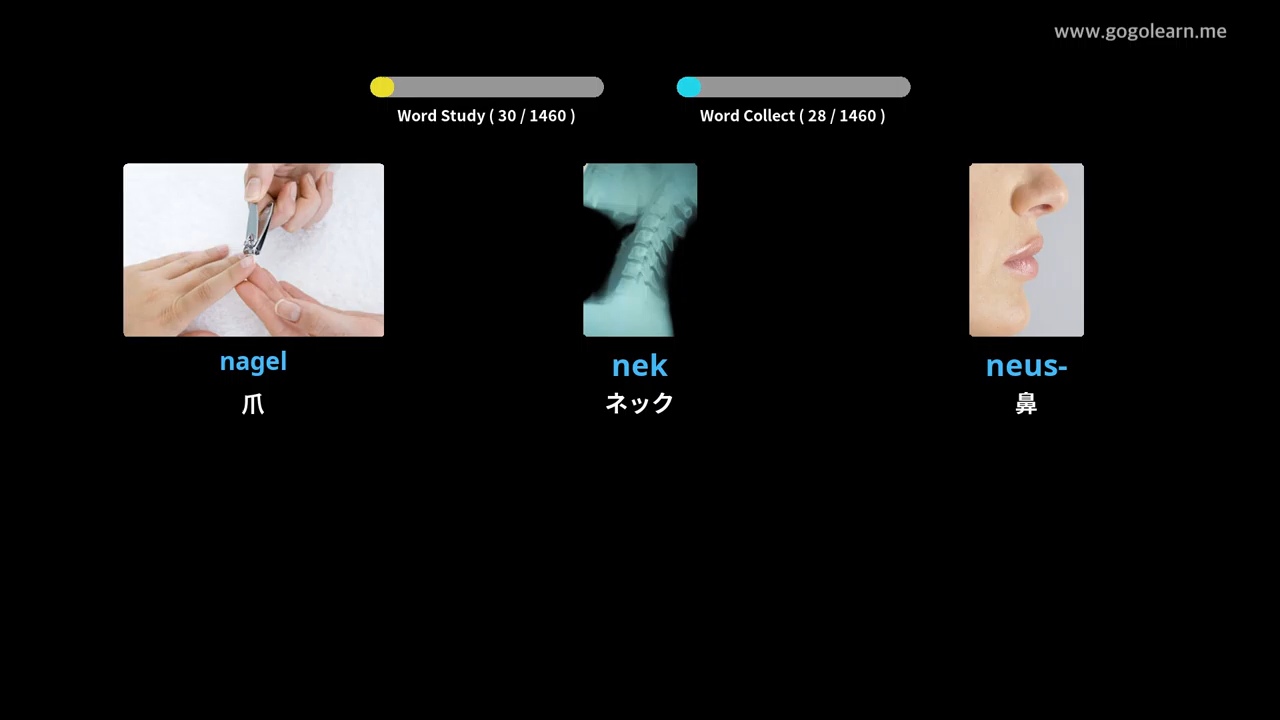 www.gogolearn.me
Word Study ( 30 / 1460 )
Word Collect ( 28 / 1460 )
nagel
爪
nek
ネック
neus-
鼻